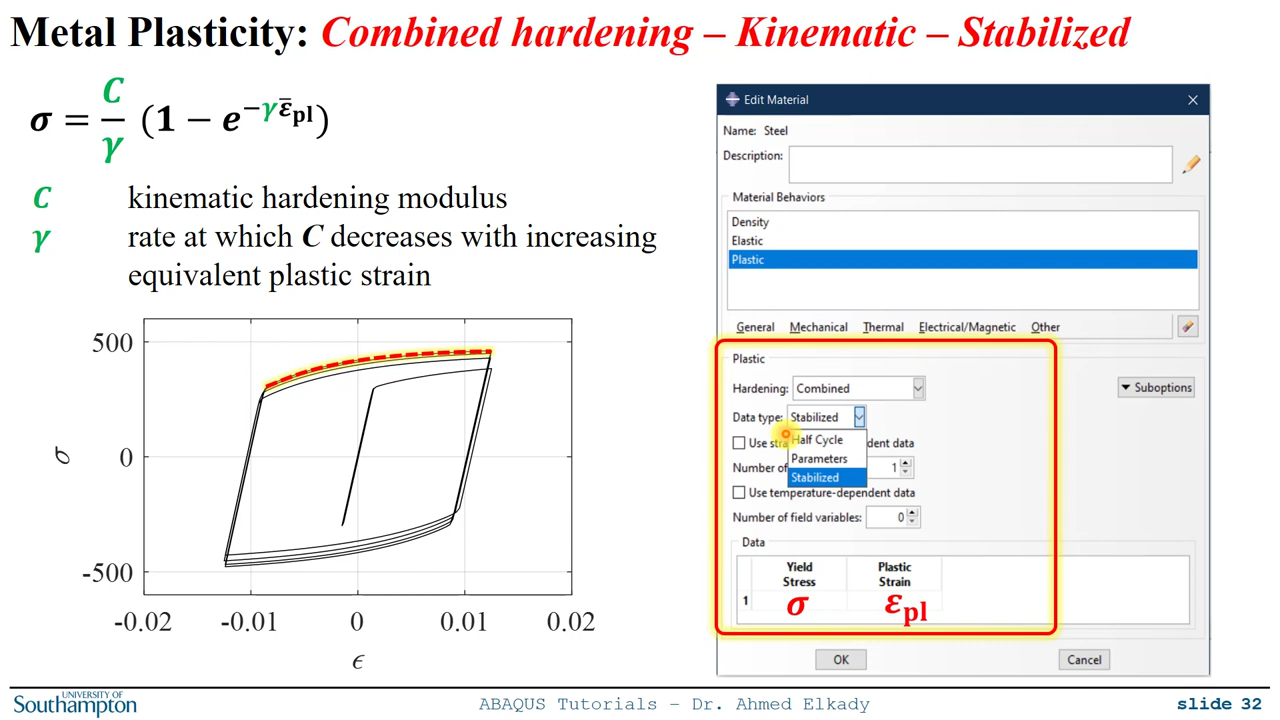 Metal Plasticity: Combined hardening – Kinematic – Stabilized
σ = C/γ (1 − e^−γε̅pl)
C kinematic hardening modulus
γ rate at which C decreases with increasing
equivalent plastic strain
500
0
-500
σ
-0.02 -0.01 0 0.01 0.02
ϵ
Edit Material
Name: Steel
Description:
Material Behaviors
Density
Elastic
Plastic
General Mechanical Thermal Electrical/Magnetic Other
Plastic
Hardening: Combined
Suboptions
Data type: Stabilized
Half Cycle
Parameters
Stabilized
Use stra dent data
Number of 1
Use temperature-dependent data
Number of field variables: 0
Data
Yield Plastic
Stress Strain
1 σ εpl
OK Cancel
UNIVERSITY OF
Southampton
ABAQUS Tutorials – Dr. Ahmed Elkady
slide 32